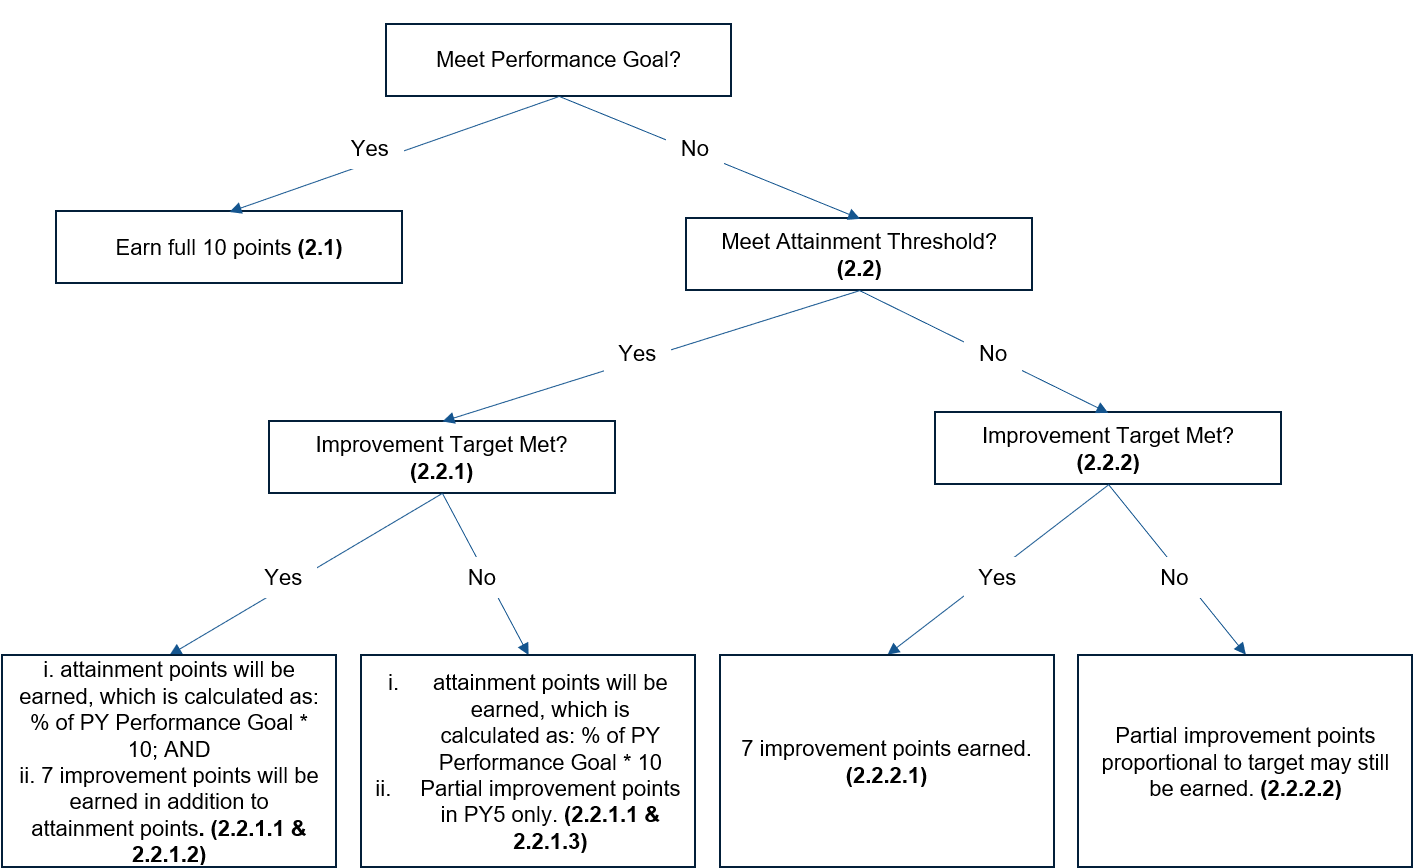 Meet Performance Goal?
Yes
No
Earn full 10 points (2.1)
Meet Attainment Threshold?
(2.2)
Yes
No
Improvement Target Met?
(2.2.1)
Improvement Target Met?
(2.2.2)
Yes
No
Yes
No
i. attainment points will be
earned, which is calculated as:
% of PY Performance Goal *
10; AND
ii. 7 improvement points will be
earned in addition to
attainment points. (2.2.1.1 &
2.2.1.2)
i. attainment points will be
earned, which is
calculated as: % of PY
Performance Goal * 10
ii. Partial improvement points
in PY5 only. (2.2.1.1 &
2.2.1.3)
7 improvement points earned.
(2.2.2.1)
Partial improvement points
proportional to target may still
be earned. (2.2.2.2)